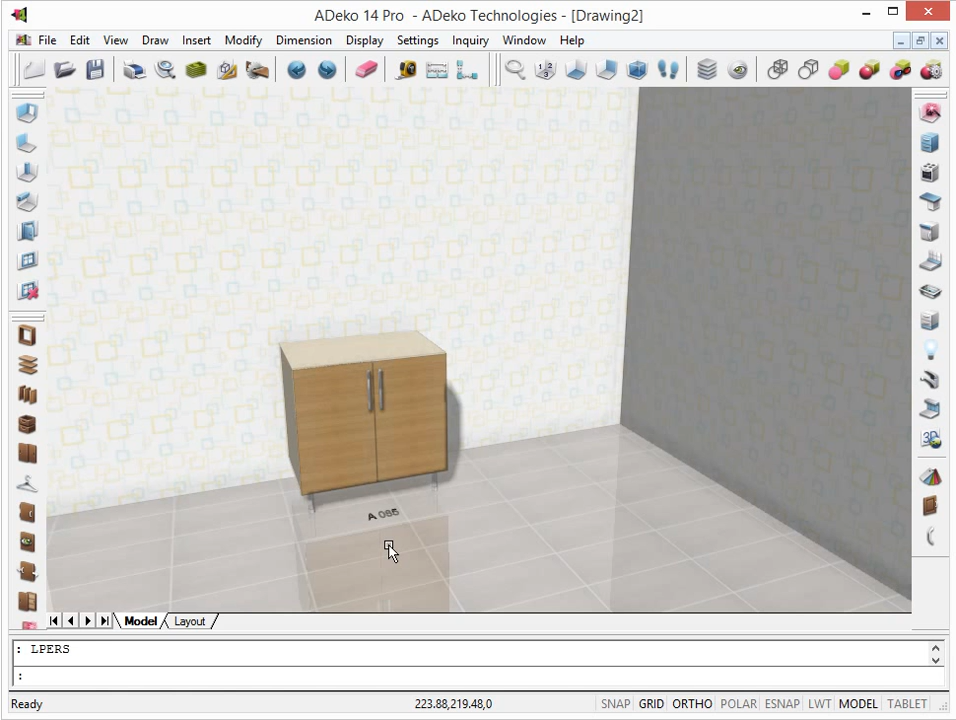 ADeko 14 Pro - ADeko Technologies - [Drawing2]
File Edit View Draw Insert Modify Dimension Display Settings Inquiry Window Help
A 085
Model Layout
: LPERS
:
Ready 223.88,219.48,0 SNAP GRID ORTHO POLAR ESNAP LWT MODEL TABLET